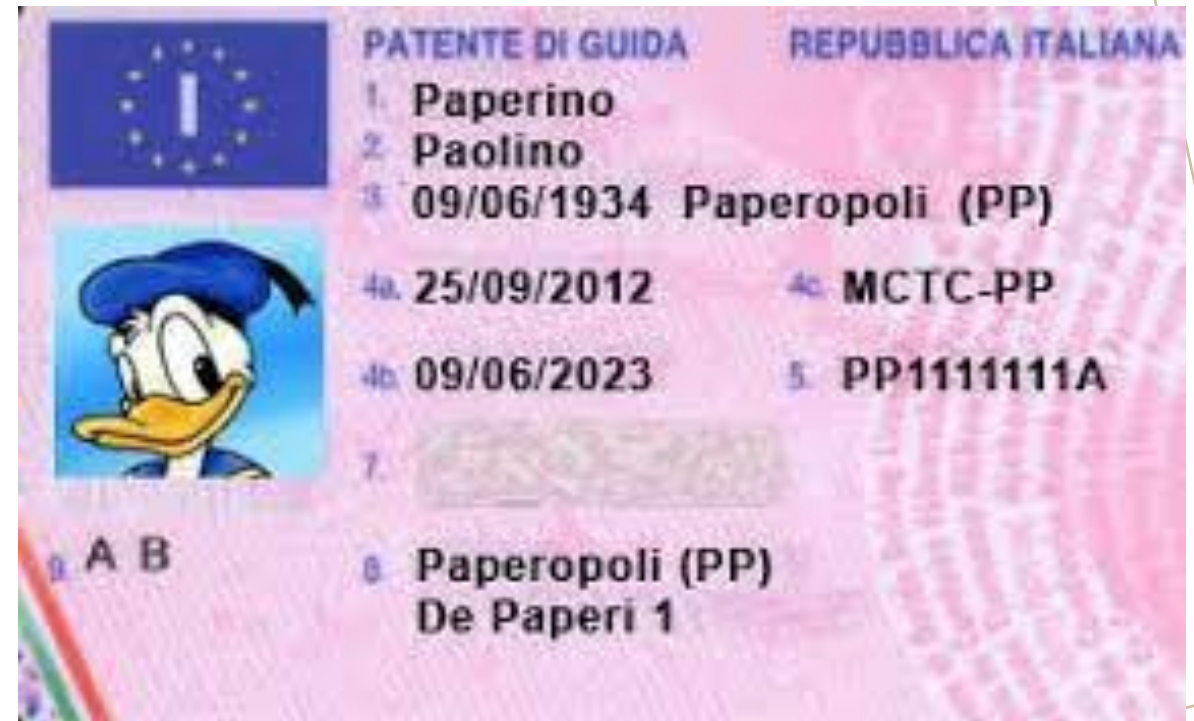 I
PATENTE DI GUIDA REPUBBLICA ITALIANA
1. Paperino
2. Paolino
3. 09/06/1934 Paperopoli (PP)
4a. 25/09/2012 4c. MCTC-PP
4b. 09/06/2023 5. PP1111111A
7.
9. A B 8. Paperopoli (PP)
De Paperi 1